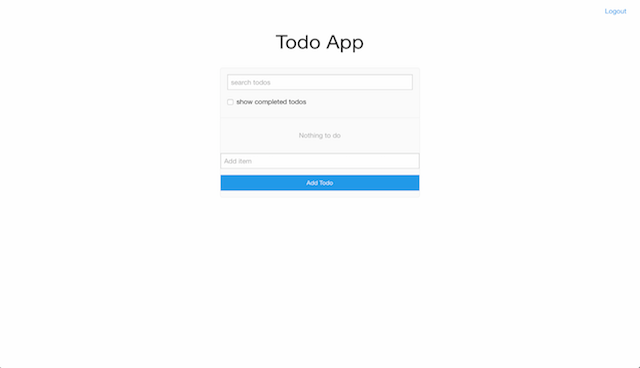 Logout
Todo App
search todos
show completed todos
Nothing to do
Add item
Add Todo